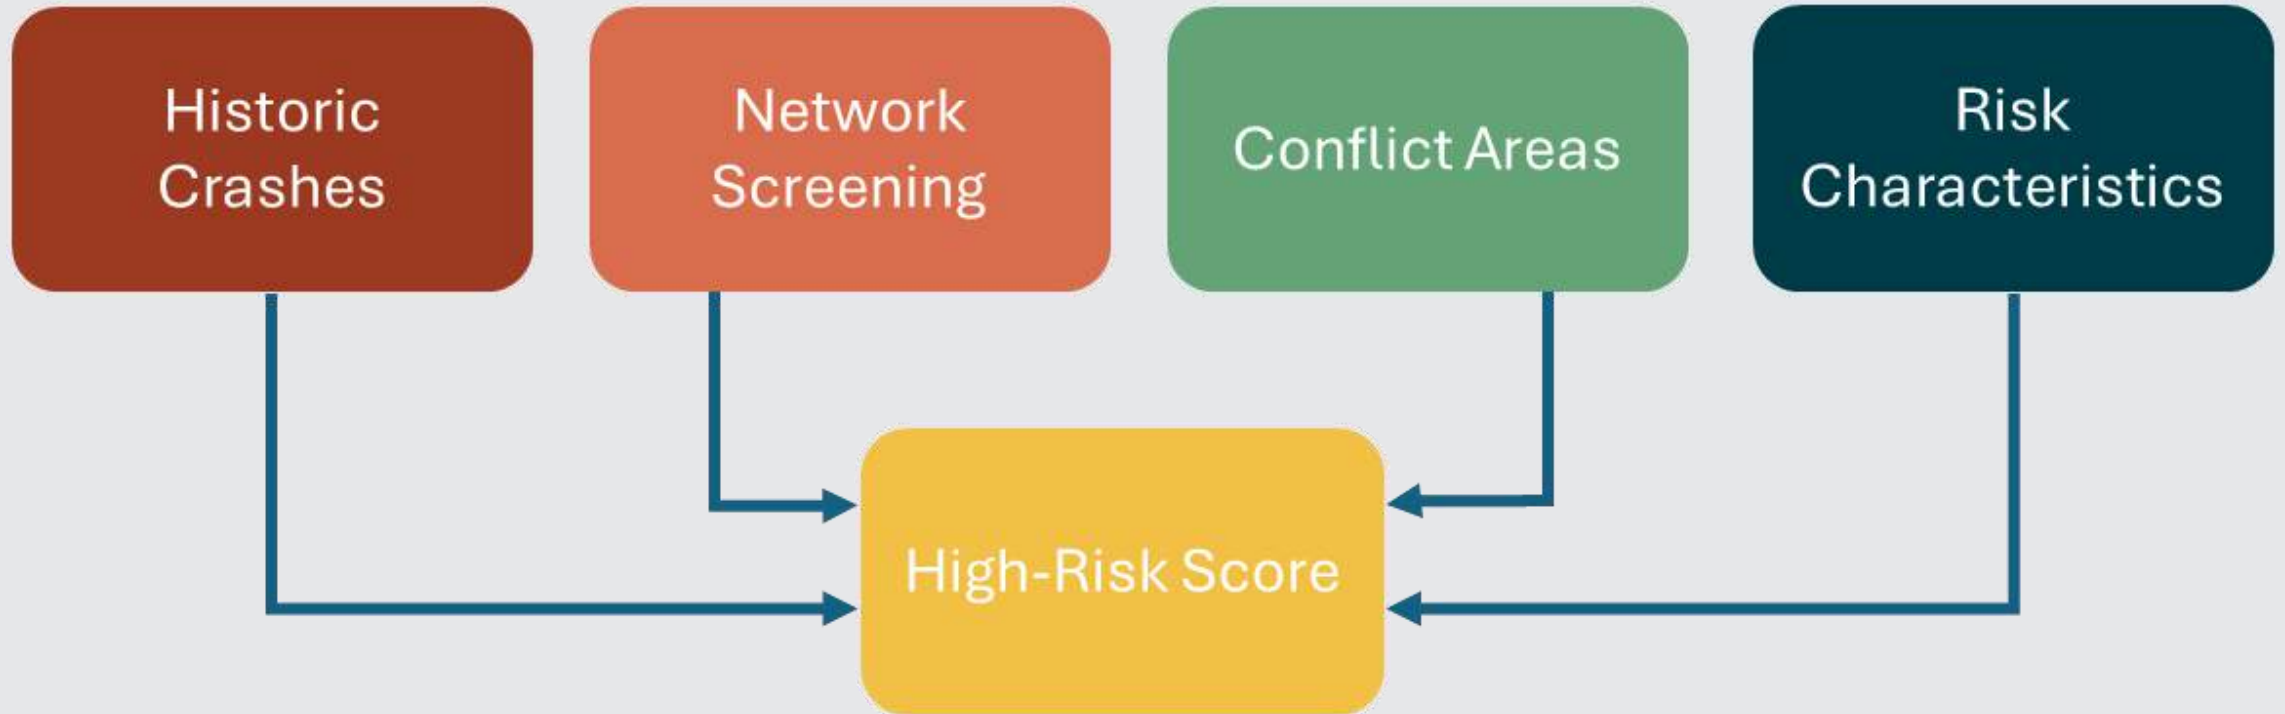 Historic
Crashes
Network
Screening
Conflict Areas
Risk
Characteristics
High-Risk Score